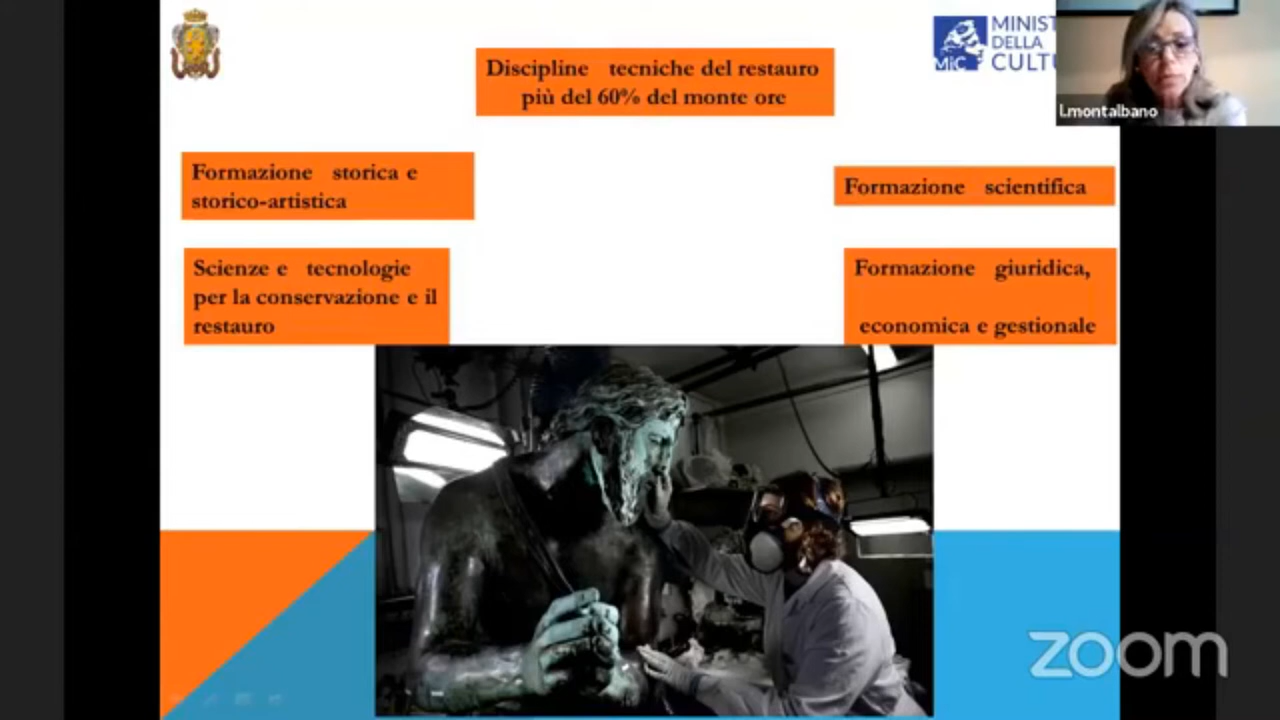 Discipline tecniche del restauro
più del 60% del monte ore
MiC
MINIST
DELLA
CULTU
l.montalbano
Formazione storica e
storico-artistica
Formazione scientifica
Scienze e tecnologie
per la conservazione e il
restauro
Formazione giuridica,
economica e gestionale
zoom